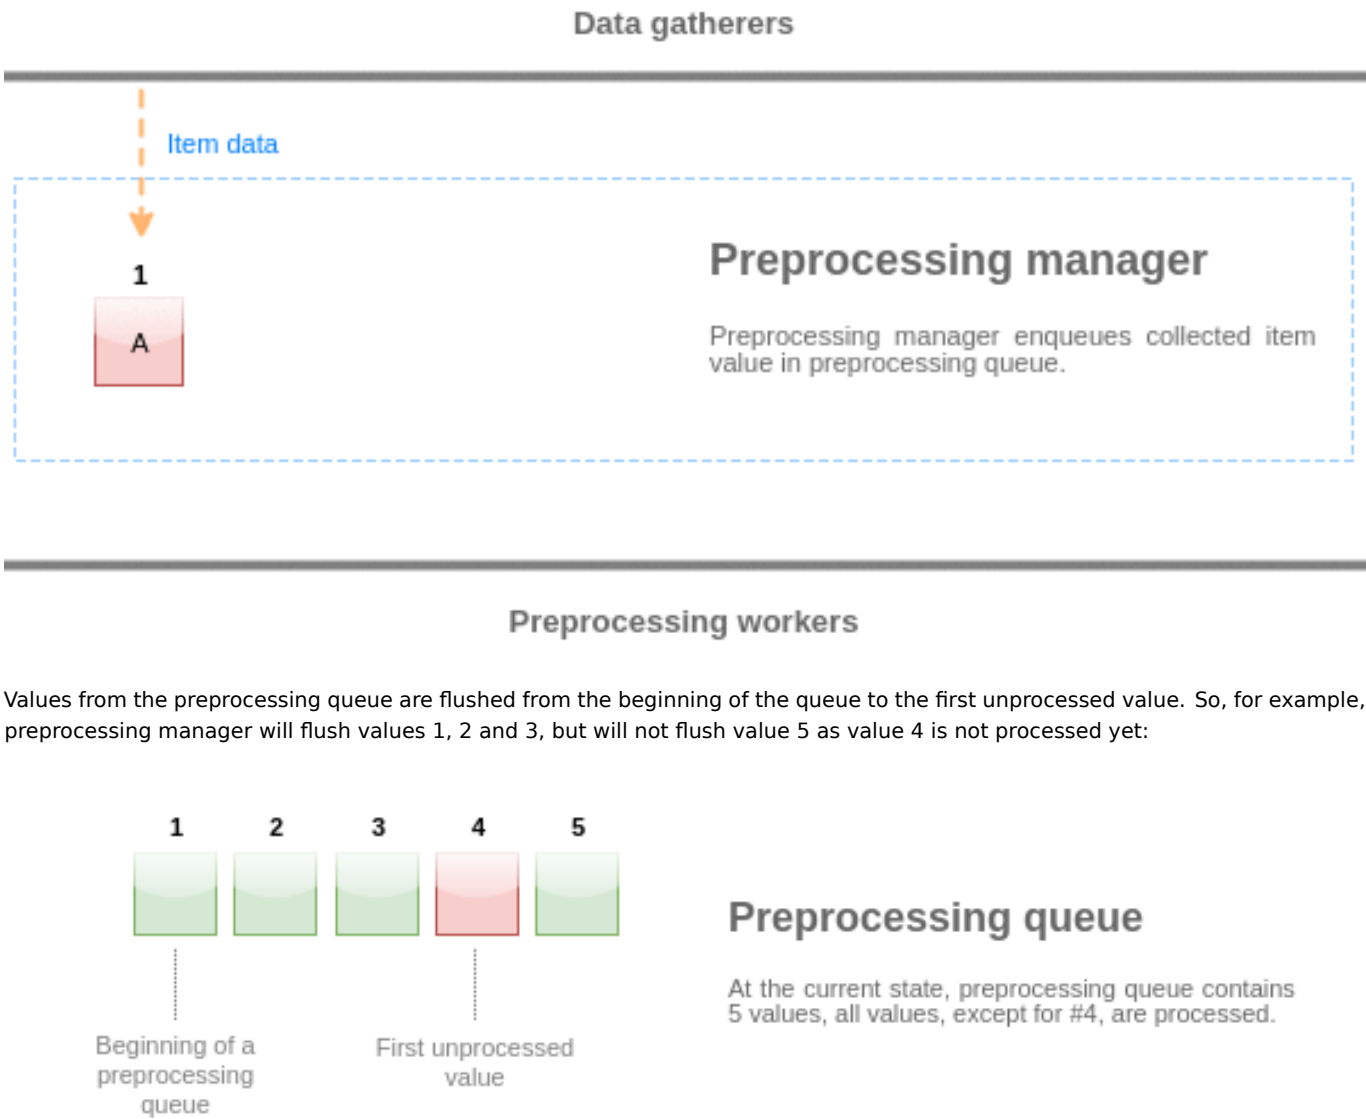 Data gatherers
Item data
1
A
Preprocessing manager
Preprocessing manager enqueues collected item
value in preprocessing queue.
Preprocessing workers
Values from the preprocessing queue are flushed from the beginning of the queue to the first unprocessed value. So, for example,
preprocessing manager will flush values 1, 2 and 3, but will not flush value 5 as value 4 is not processed yet:
1 2 3 4 5
Beginning of a
preprocessing
queue
First unprocessed
value
Preprocessing queue
At the current state, preprocessing queue contains
5 values, all values, except for #4, are processed.